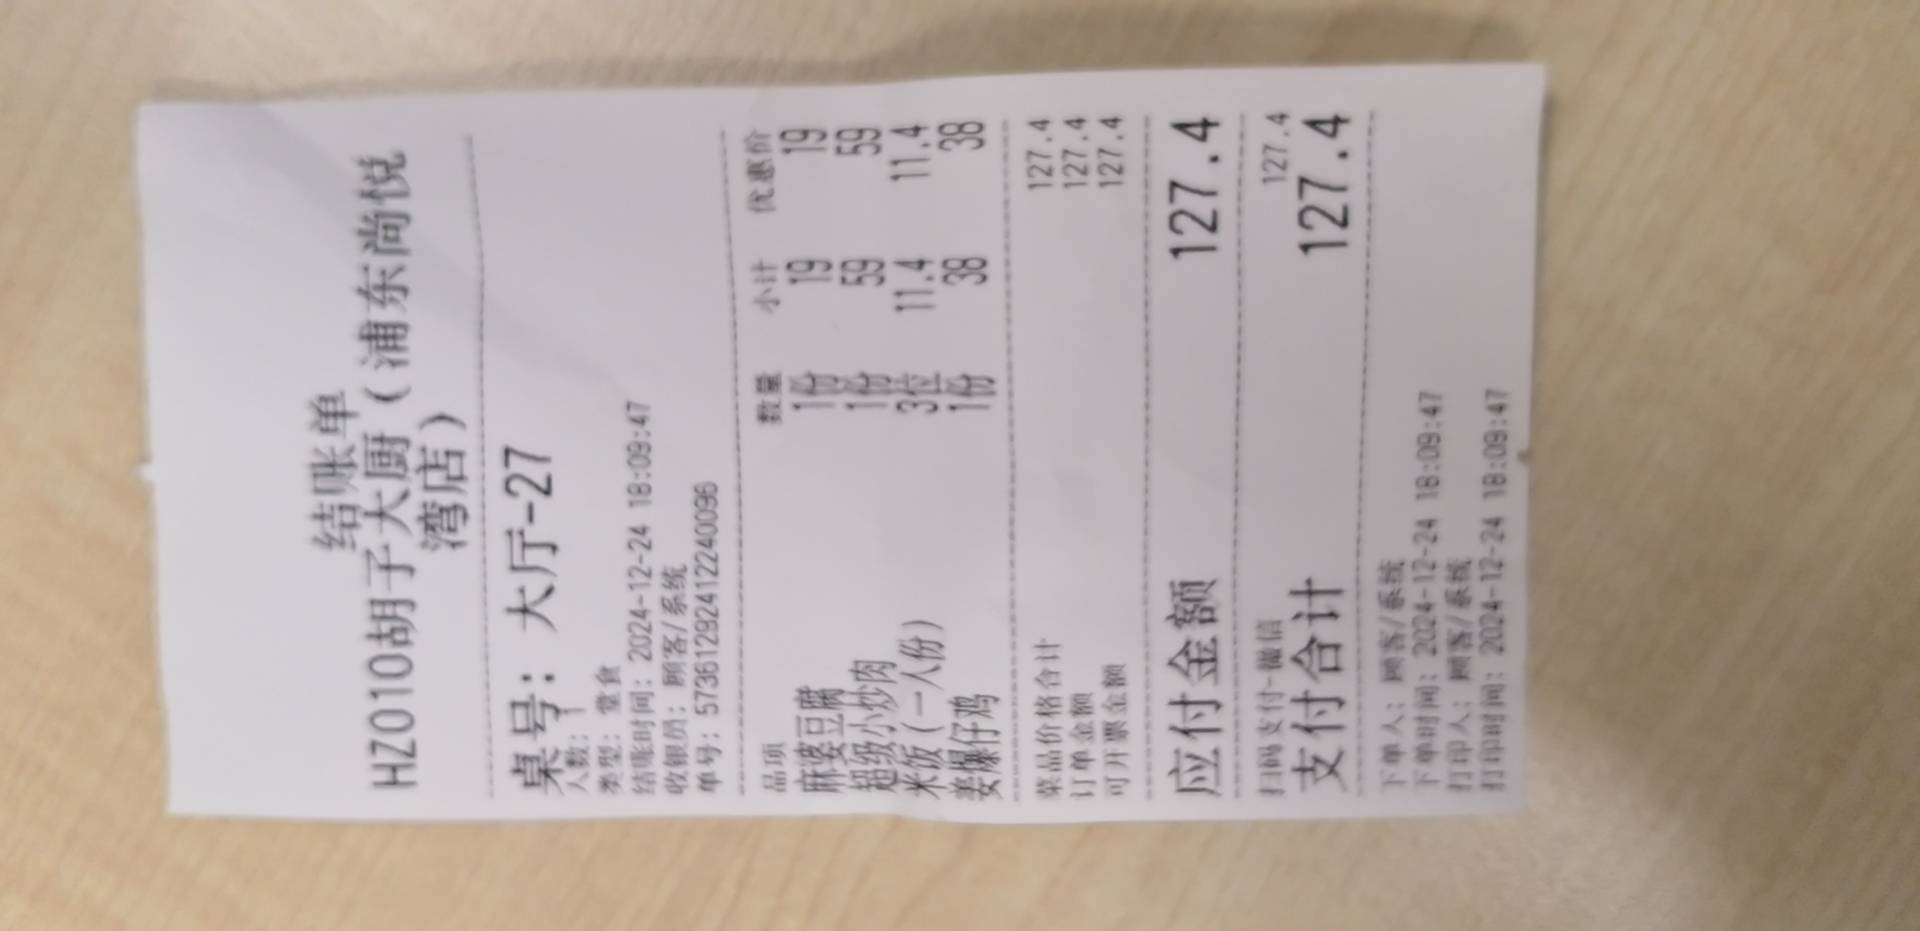 结账单
HZ0100胡子大厨（浦东尚悦
湾店）
桌号：大厅-27
人数：1
类型：堂食
结账时间：2024-12-24 18:09:47
收银员：顾客/系统
单号：5736129241224009​6
品项 数量 小计 优惠价
麻婆豆腐 1份 19 19
超级小炒肉 1份 59 59
米饭（一人份） 3位 11.4 11.4
姜爆仔鸡 1份 38 38
菜品价格合计 127.4
订单金额 127.4
可开票金额 127.4
应付金额 127.4
扫码支付-微信 127.4
支付合计 127.4
下单人：顾客/系统
下单时间：2024-12-24 18:09:47
打印人：顾客/系统
打印时间：2024-12-24 18:09:47